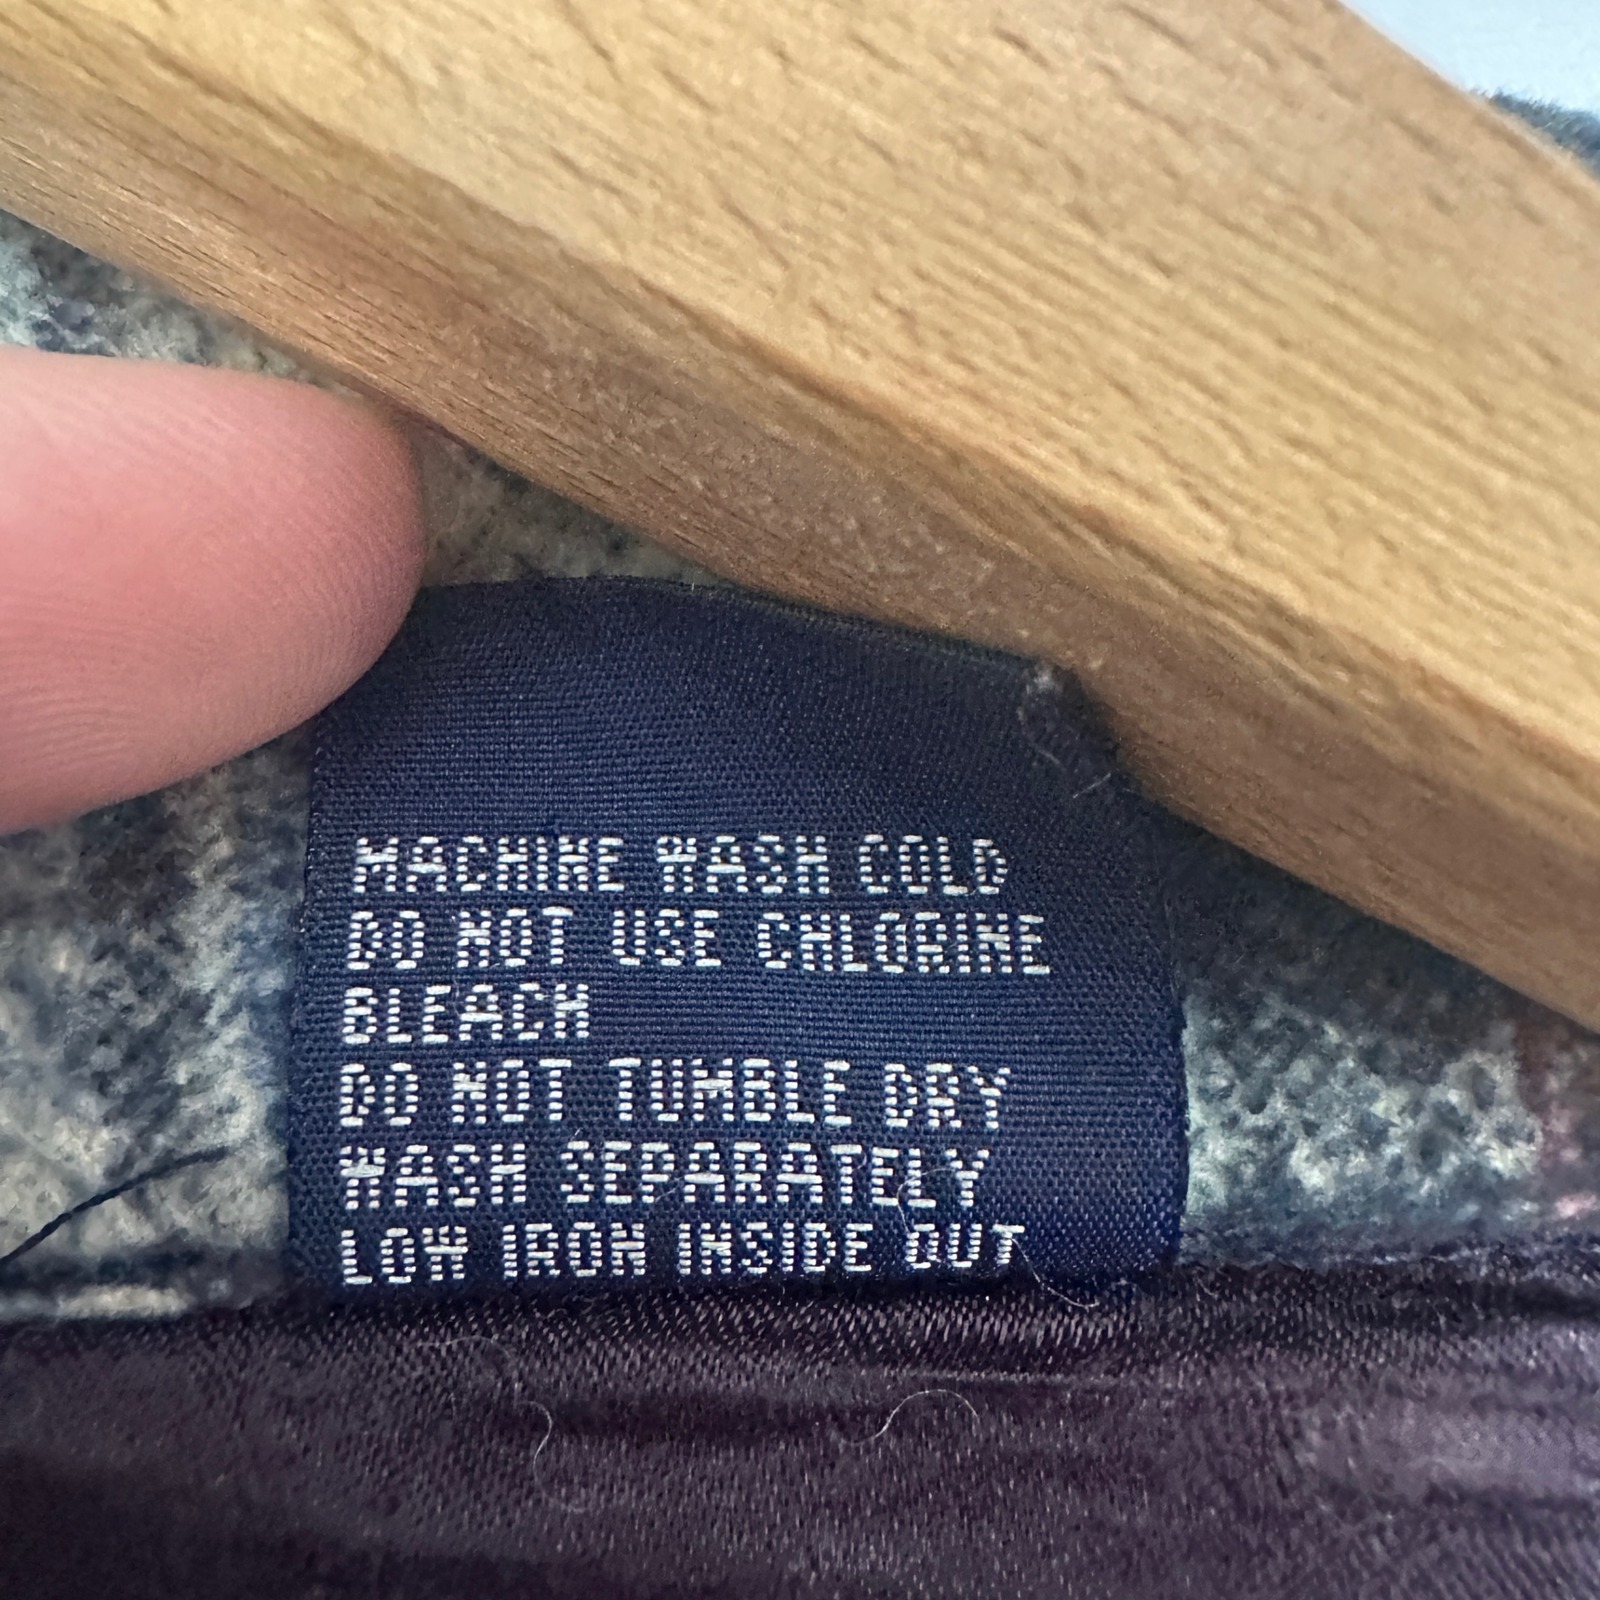 MACHINE WASH COLD
DO NOT USE CHLORINE
BLEACH
DO NOT TUMBLE DRY
WASH SEPARATELY
LOW IRON INSIDE OUT